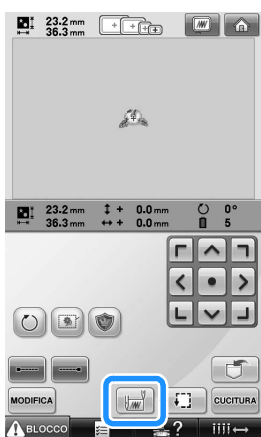 23.2 mm
36.3 mm
23.2 mm ↕ + 0.0 mm 0°
36.3 mm ↔ + 0.0 mm 5
MODIFICA
CUCITURA
BLOCCO
?